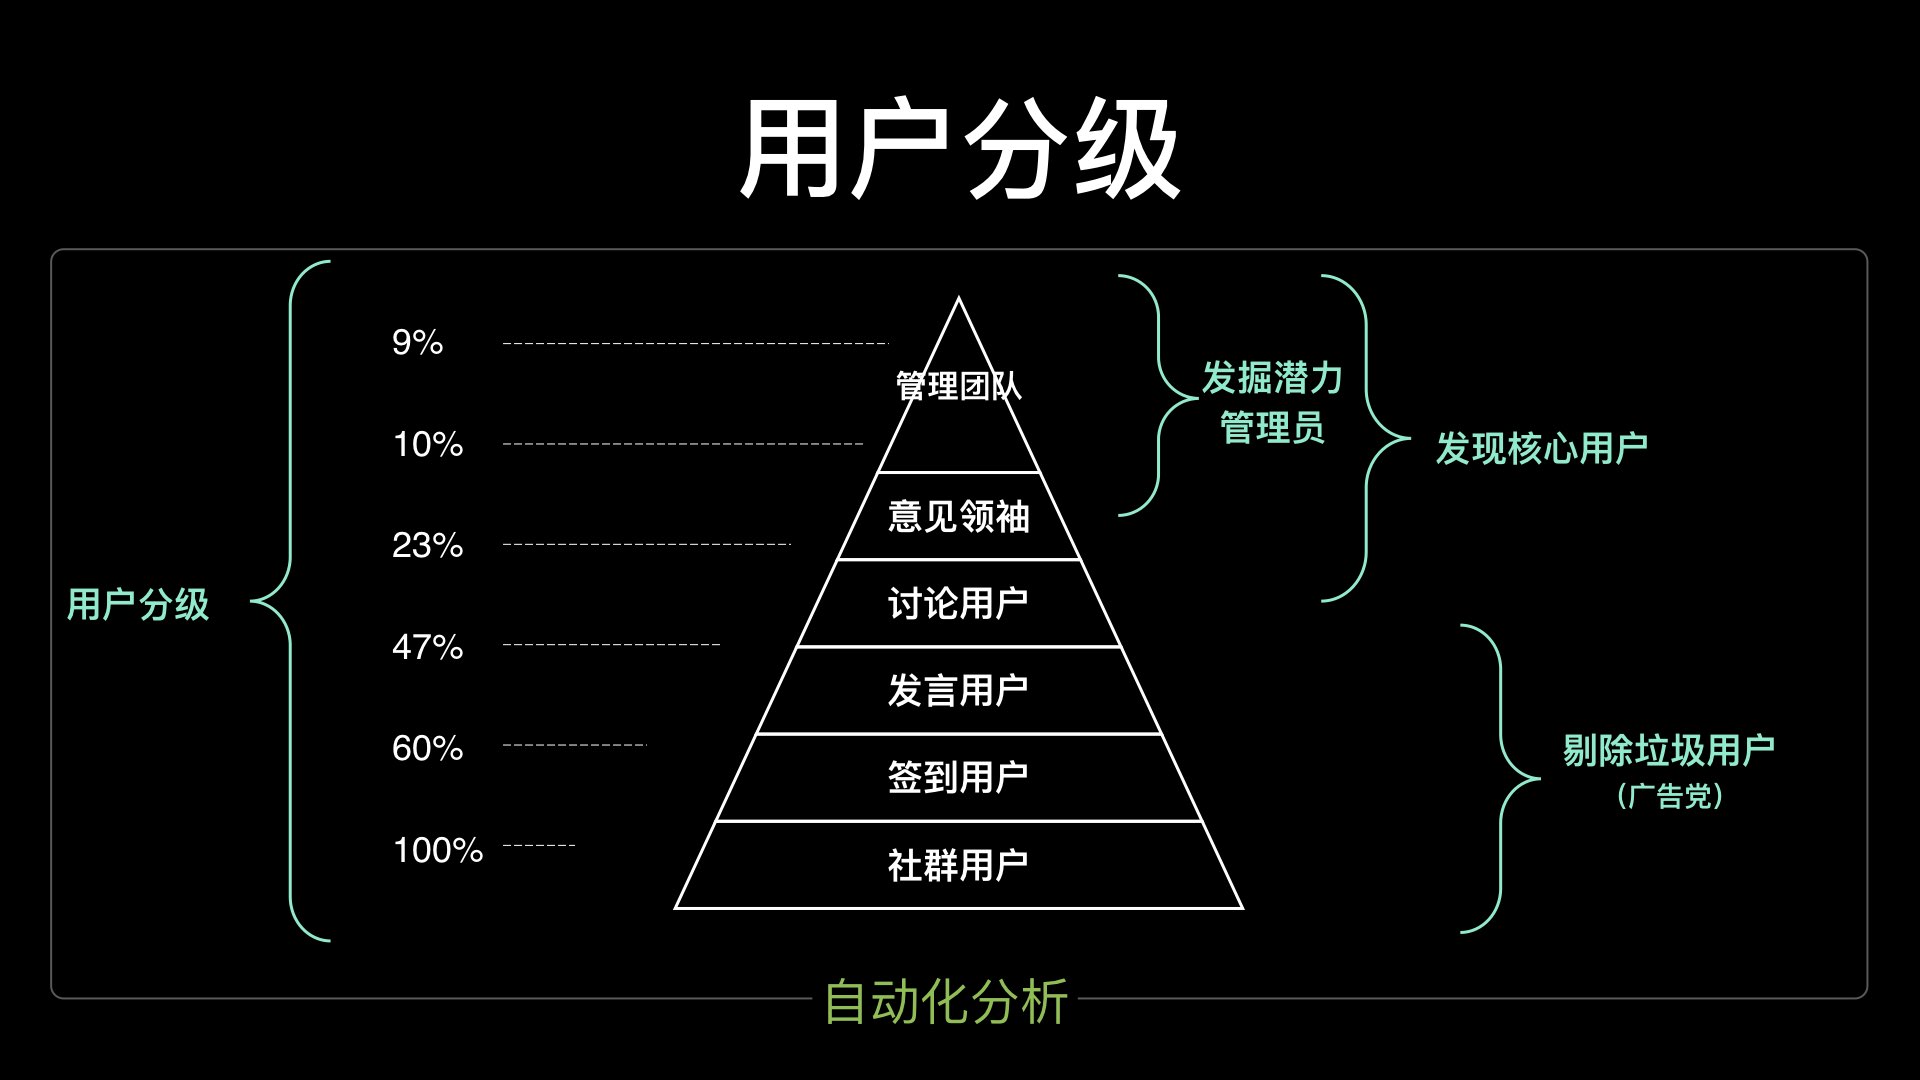 用户分级
用户分级
9%
10%
23%
47%
60%
100%
管理团队
意见领袖
讨论用户
发言用户
签到用户
社群用户
发掘潜力
管理员
发现核心用户
剔除垃圾用户
（广告党）
自动化分析